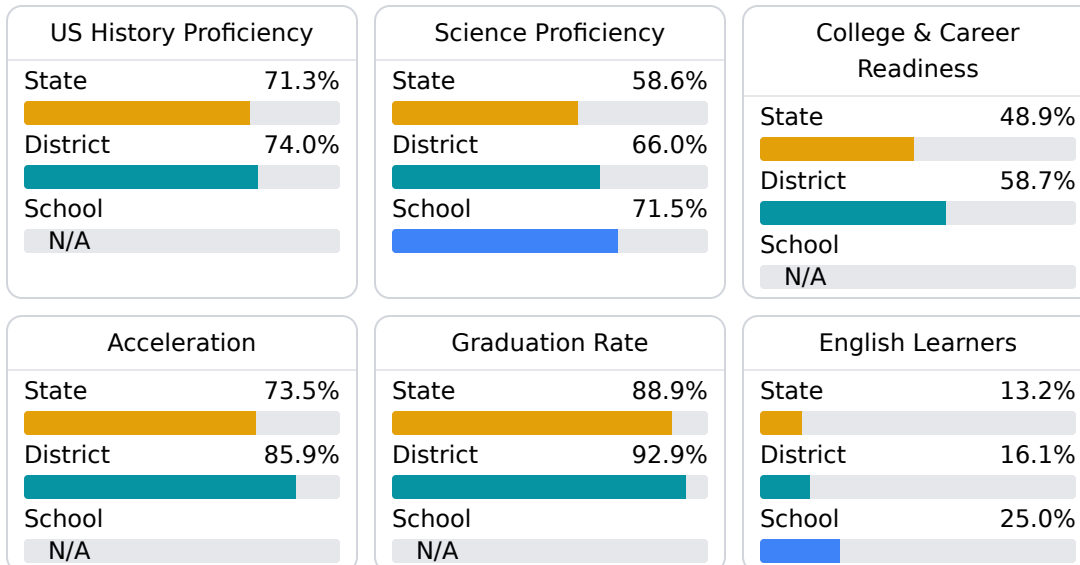 US History Proficiency
State 71.3%
District 74.0%
School
N/A
Science Proficiency
State 58.6%
District 66.0%
School 71.5%
College & Career
Readiness
State 48.9%
District 58.7%
School
N/A
Acceleration
State 73.5%
District 85.9%
School
N/A
Graduation Rate
State 88.9%
District 92.9%
School
N/A
English Learners
State 13.2%
District 16.1%
School 25.0%